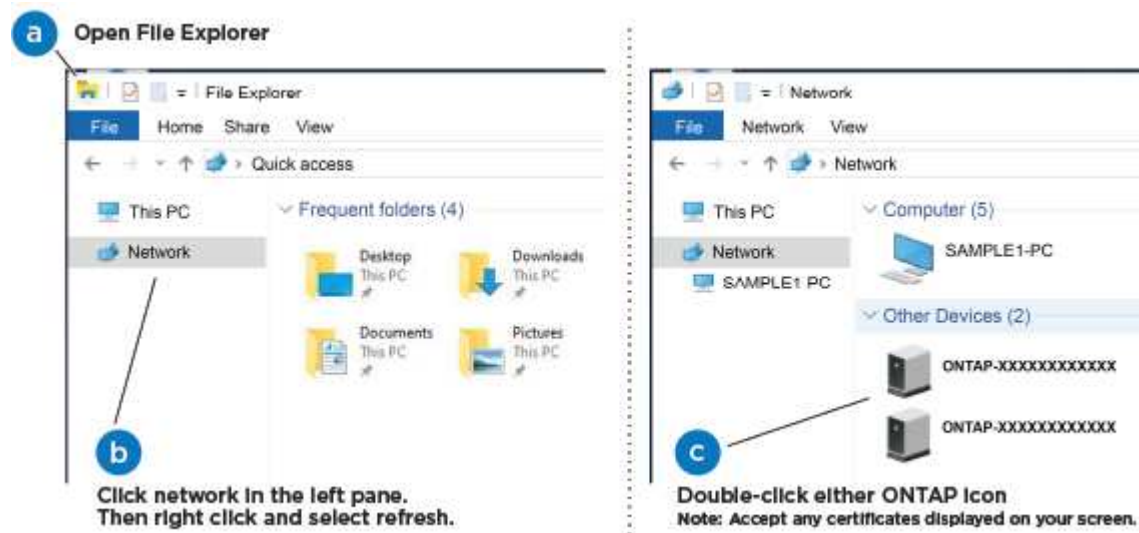 a
Open File Explorer
File Explorer
File Home Share View
Quick access
This PC
Network
Frequent folders (4)
Desktop
This PC
Downloads
This PC
Documents
This PC
Pictures
This PC
b
Click network in the left pane.
Then right click and select refresh.
Network
File Network View
Network
This PC
Network
SAMPLE1 PC
Computer (5)
SAMPLE1-PC
Other Devices (2)
ONTAP-XXXXXXXXXXXX
ONTAP-XXXXXXXXXXXX
c
Double-click either ONTAP icon
Note: Accept any certificates displayed on your screen.